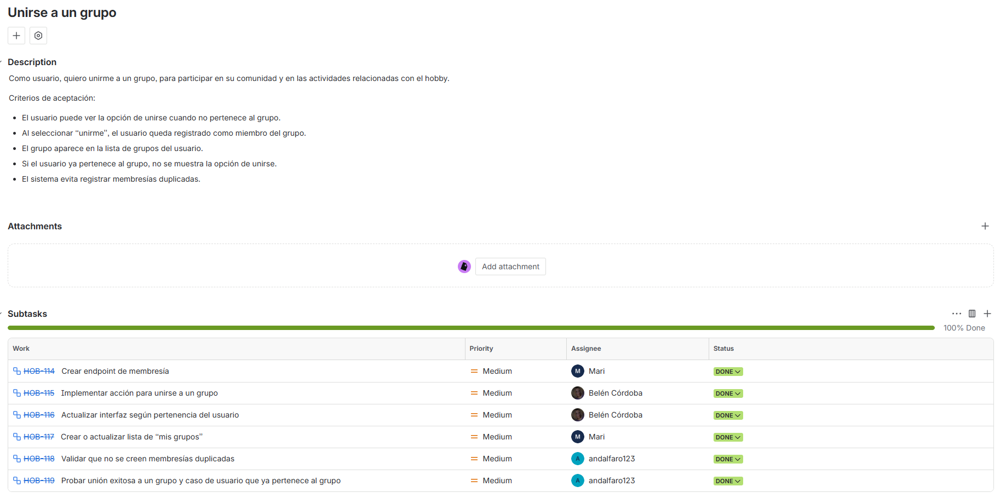 Unirse a un grupo
Description
Como usuario, quiero unirme a un grupo, para participar en su comunidad y en las actividades relacionadas con el hobby.
Criterios de aceptación:
El usuario puede ver la opción de unirse cuando no pertenece al grupo.
Al seleccionar “unirme”, el usuario queda registrado como miembro del grupo.
El grupo aparece en la lista de grupos del usuario.
Si el usuario ya pertenece al grupo, no se muestra la opción de unirse.
El sistema evita registrar membresías duplicadas.
Attachments
Add attachment
Subtasks
100% Done
Work Priority Assignee Status
HOB-114 Crear endpoint de membresía Medium M Mari DONE
HOB-115 Implementar acción para unirse a un grupo Medium Belén Córdoba DONE
HOB-116 Actualizar interfaz según pertenencia del usuario Medium Belén Córdoba DONE
HOB-117 Crear o actualizar lista de “mis grupos” Medium M Mari DONE
HOB-118 Validar que no se creen membresías duplicadas Medium A andalfaro123 DONE
HOB-119 Probar unión exitosa a un grupo y caso de usuario que ya pertenece al grupo Medium A andalfaro123 DONE